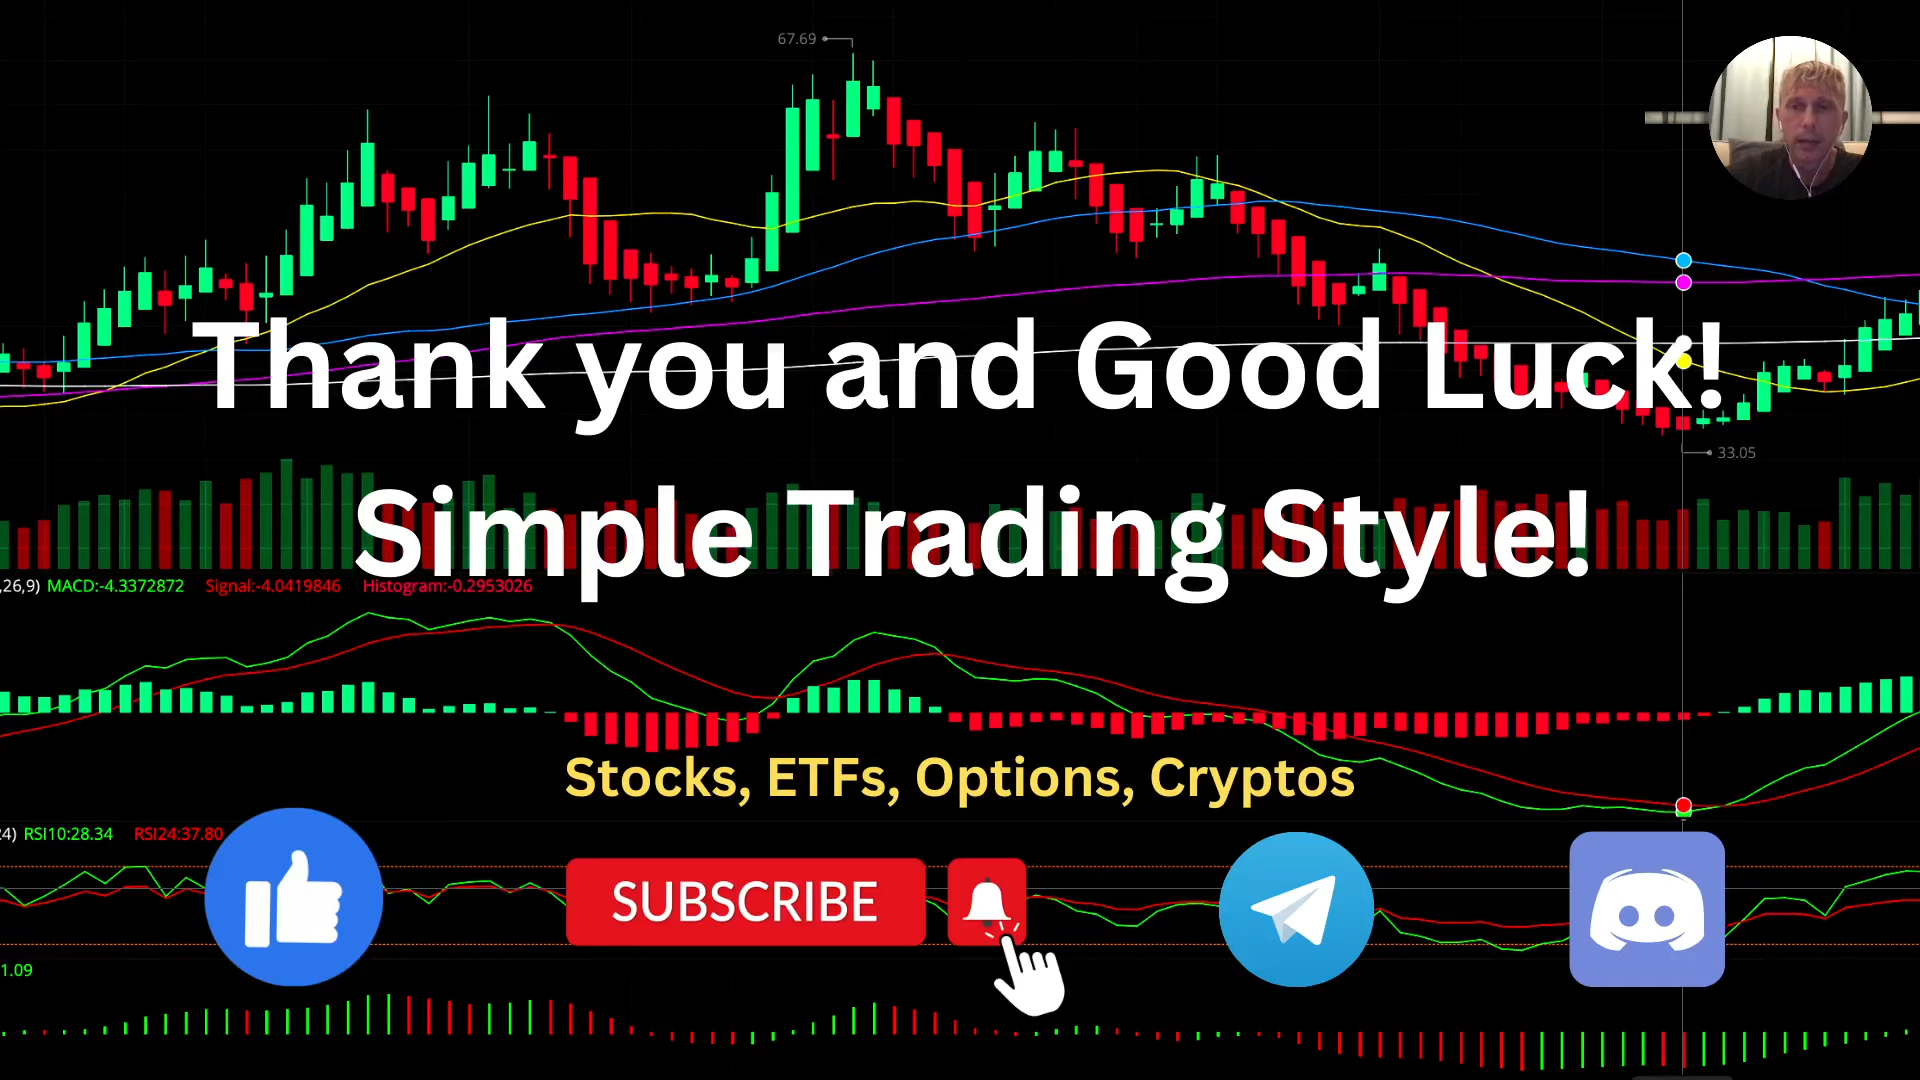 67.69
Thank you and Good Luck!
33.05
Simple Trading Style!
,26,9) MACD:-4.3372872 Signal:-4.0419846 Histogram:-0.2953026
Stocks, ETFs, Options, Cryptos
24) RSI10:28.34 RSI24:37.80
SUBSCRIBE
1.09